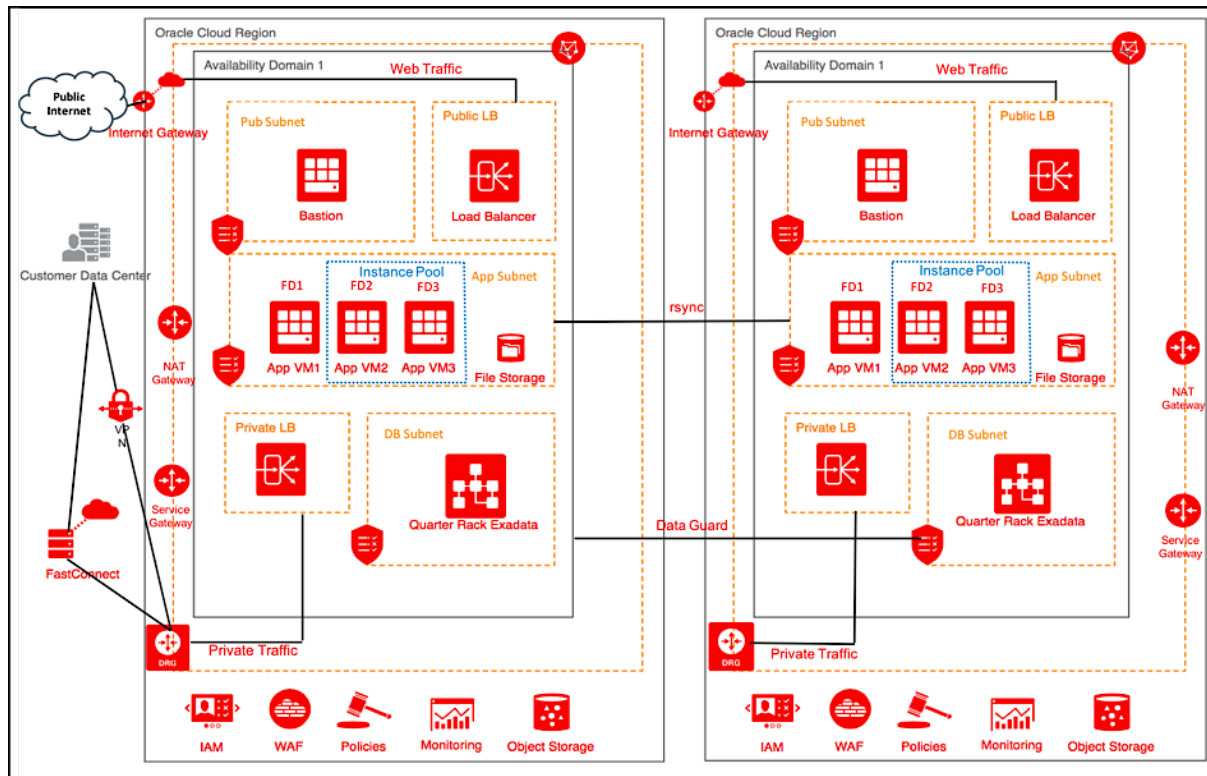 Oracle Cloud Region
Availability Domain 1
Web Traffic
Public
Internet
Internet Gateway
Pub Subnet
Public LB
Bastion
Load Balancer
Customer Data Center
Instance Pool
App Subnet
FD1
FD2
FD3
App VM1
App VM2
App VM3
File Storage
NAT
Gateway
VP
N
Private LB
DB Subnet
Service
Gateway
Quarter Rack Exadata
FastConnect
DRG
Private Traffic
IAM
WAF
Policies
Monitoring
Object Storage
rsync
Data Guard
Oracle Cloud Region
Availability Domain 1
Web Traffic
Internet Gateway
Pub Subnet
Public LB
Bastion
Load Balancer
Instance Pool
App Subnet
FD1
FD2
FD3
App VM1
App VM2
App VM3
File Storage
NAT
Gateway
Private LB
DB Subnet
Quarter Rack Exadata
Service
Gateway
DRG
Private Traffic
IAM
WAF
Policies
Monitoring
Object Storage